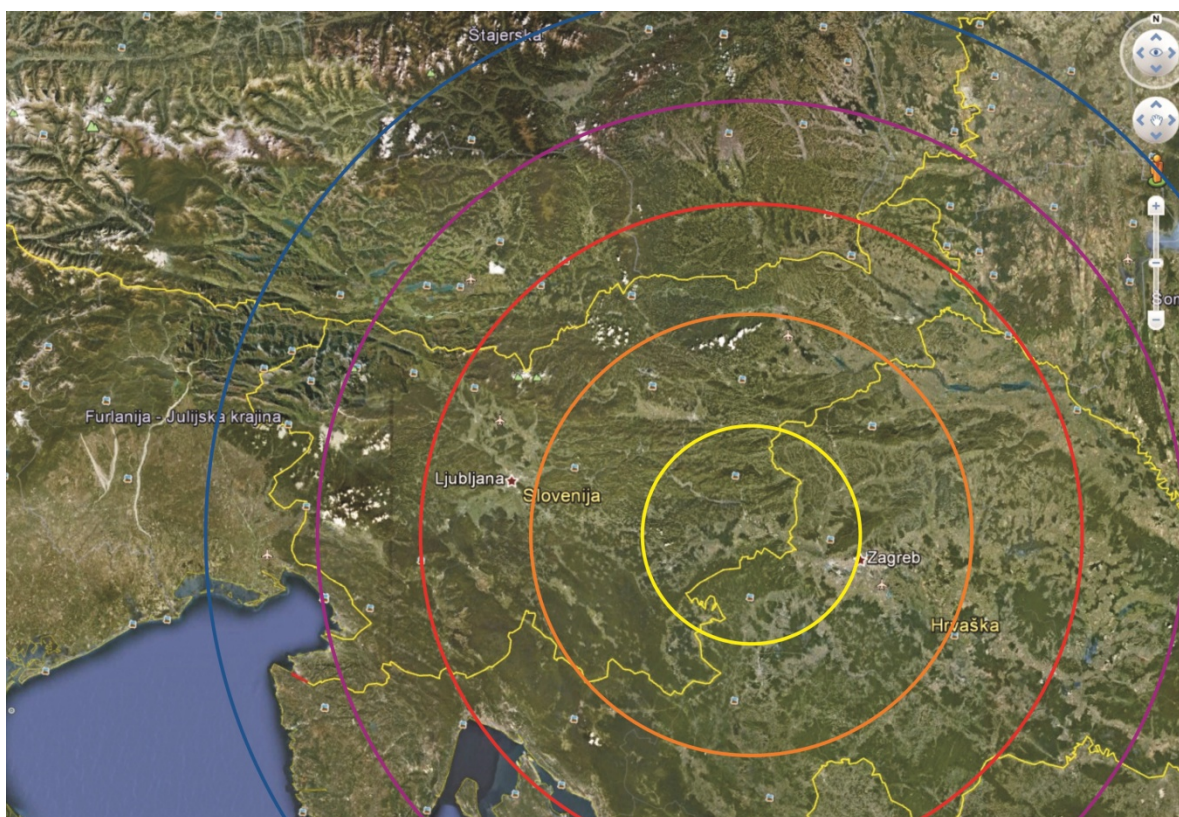 Štajerska
N
Furlanija - Julijska krajina
Ljubljana
Slovenija
Zagreb
Hrvaška